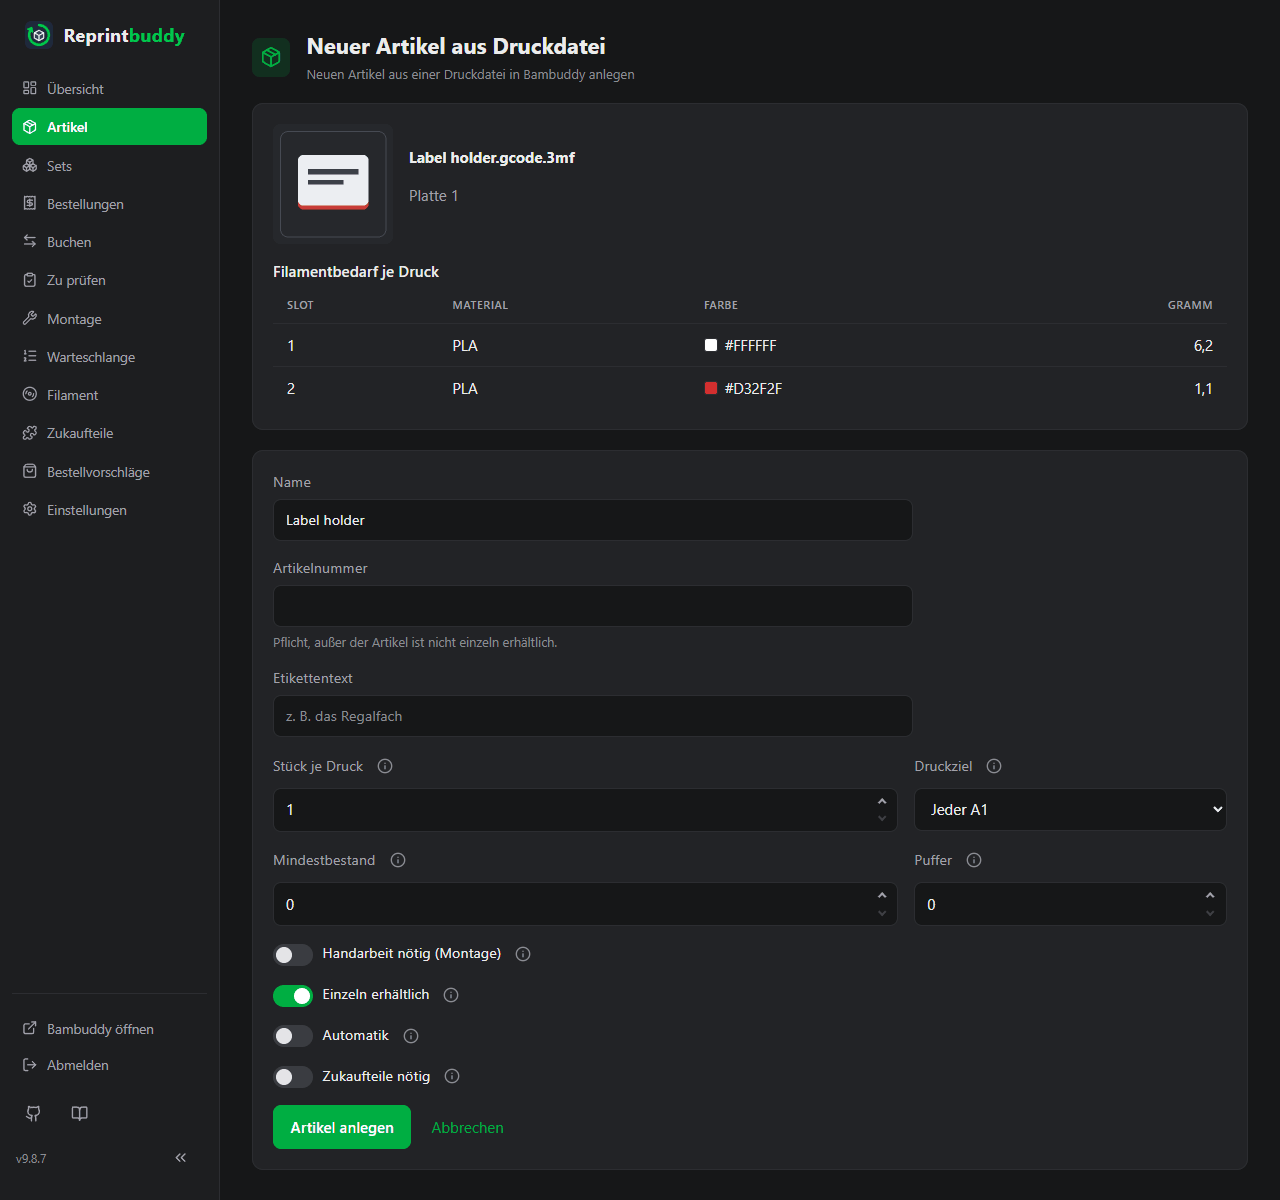 Reprintbuddy
Übersicht
Artikel
Sets
Bestellungen
Buchen
Zu prüfen
Montage
Warteschlange
Filament
Zukaufteile
Bestellvorschläge
Einstellungen
Bambuddy öffnen
Abmelden
v9.8.7
Neuer Artikel aus Druckdatei
Neuen Artikel aus einer Druckdatei in Bambuddy anlegen
Label holder.gcode.3mf
Platte 1
Filamentbedarf je Druck
SLOT MATERIAL FARBE GRAMM
1 PLA #FFFFFF 6,2
2 PLA #D32F2F 1,1
Name
Label holder
Artikelnummer
Pflicht, außer der Artikel ist nicht einzeln erhältlich.
Etikettentext
z. B. das Regalfach
Stück je Druck Druckziel
1 Jeder A1
Mindestbestand Puffer
0 0
Handarbeit nötig (Montage)
Einzeln erhältlich
Automatik
Zukaufteile nötig
Artikel anlegen Abbrechen